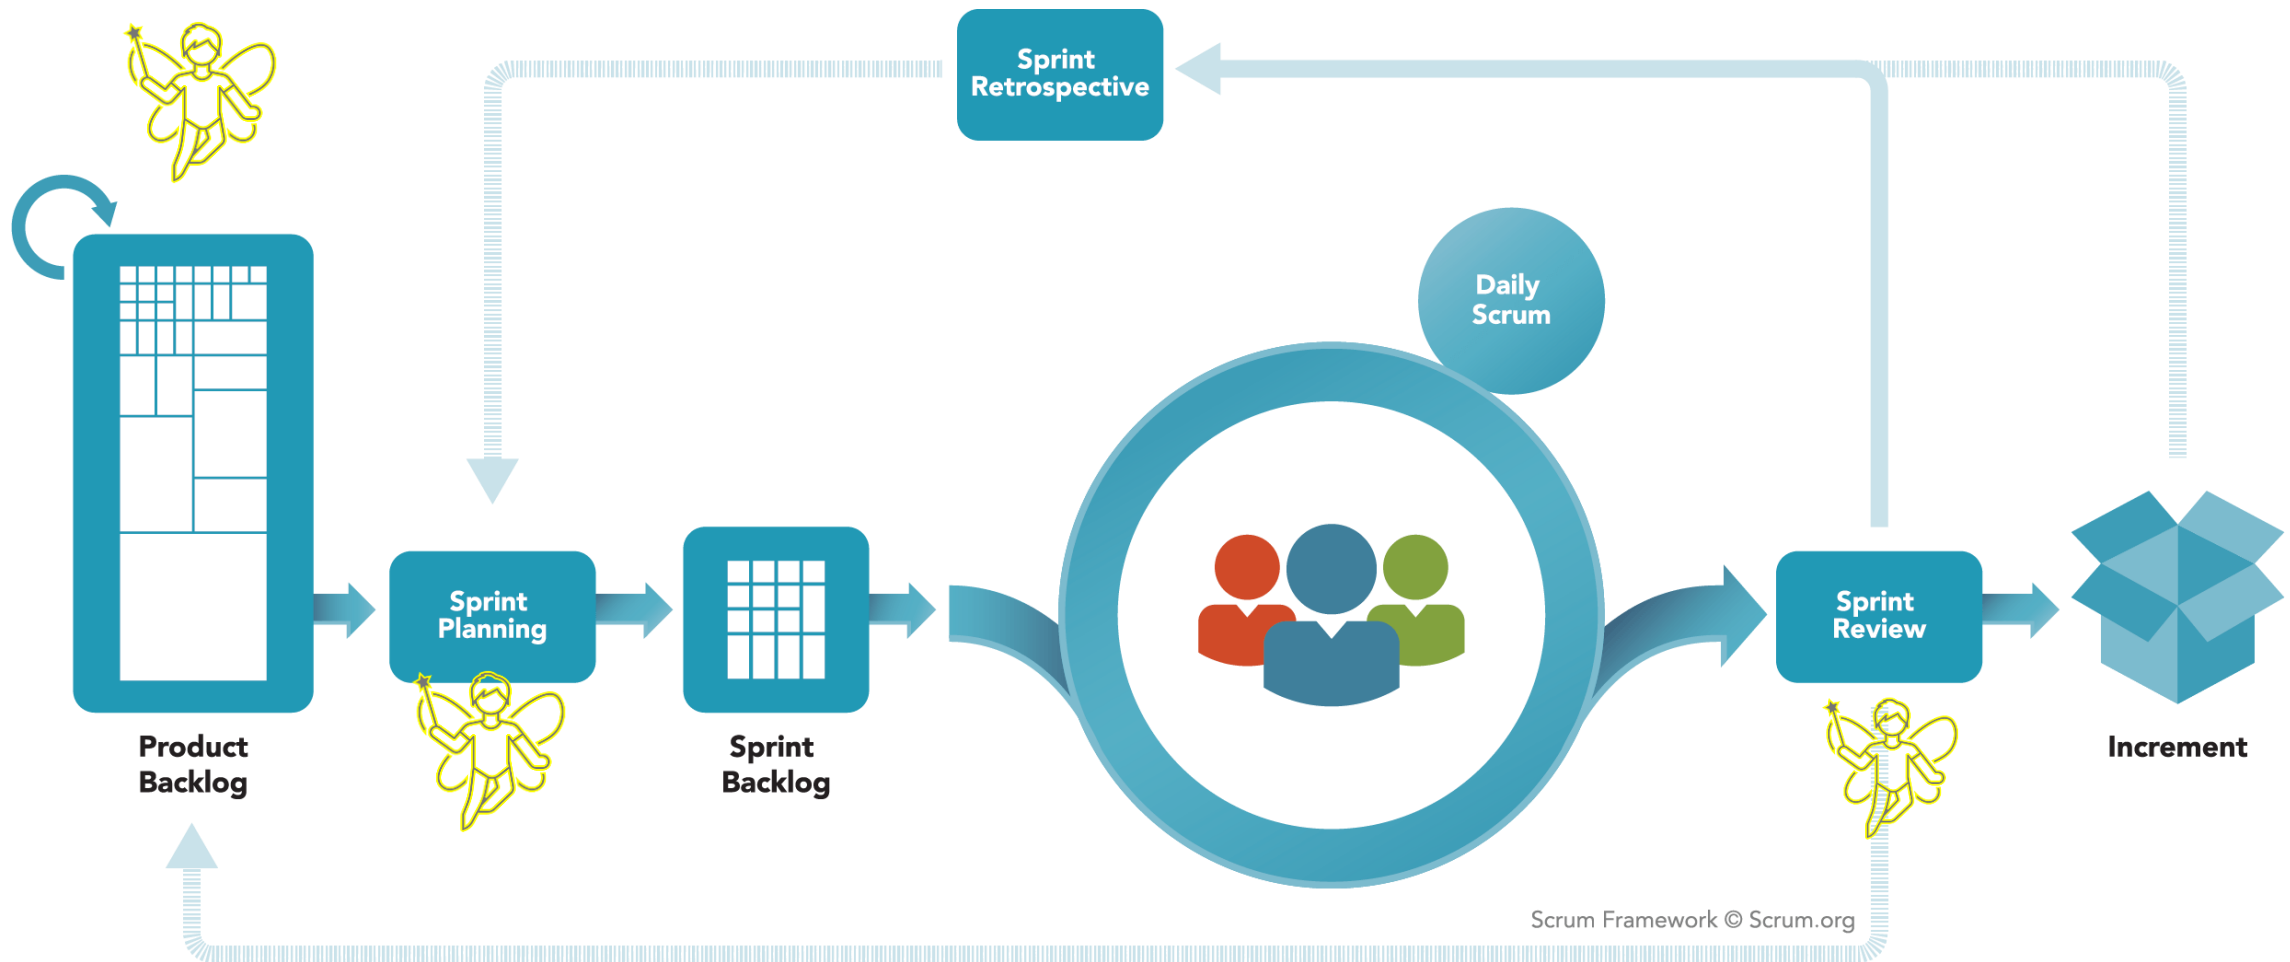 Sprint
Retrospective
Daily
Scrum
Sprint
Planning
Sprint
Review
Product
Backlog
Sprint
Backlog
Increment
Scrum Framework © Scrum.org